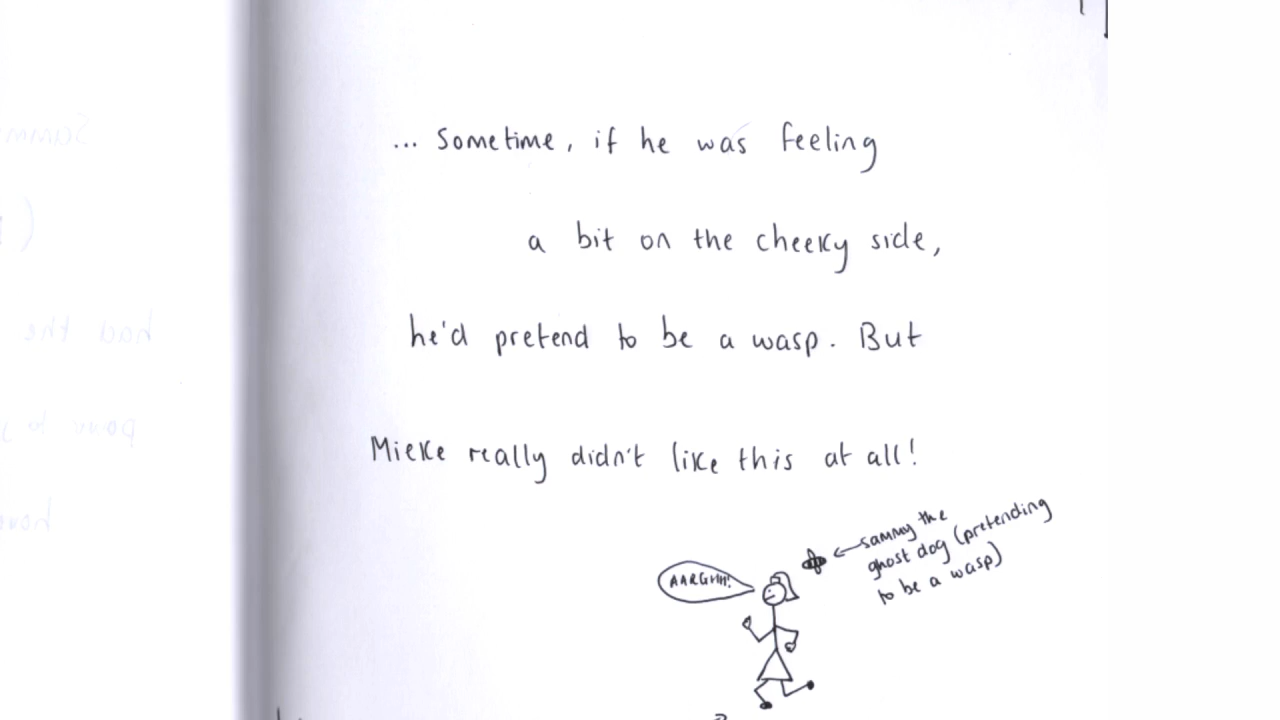 ... Sometime, if he was feeling
a bit on the cheeky side,
he'd pretend to be a wasp. But
Mieke really didn't like this at all!
AARGHH!
sammy the
ghost dog (pretending
to be a wasp)